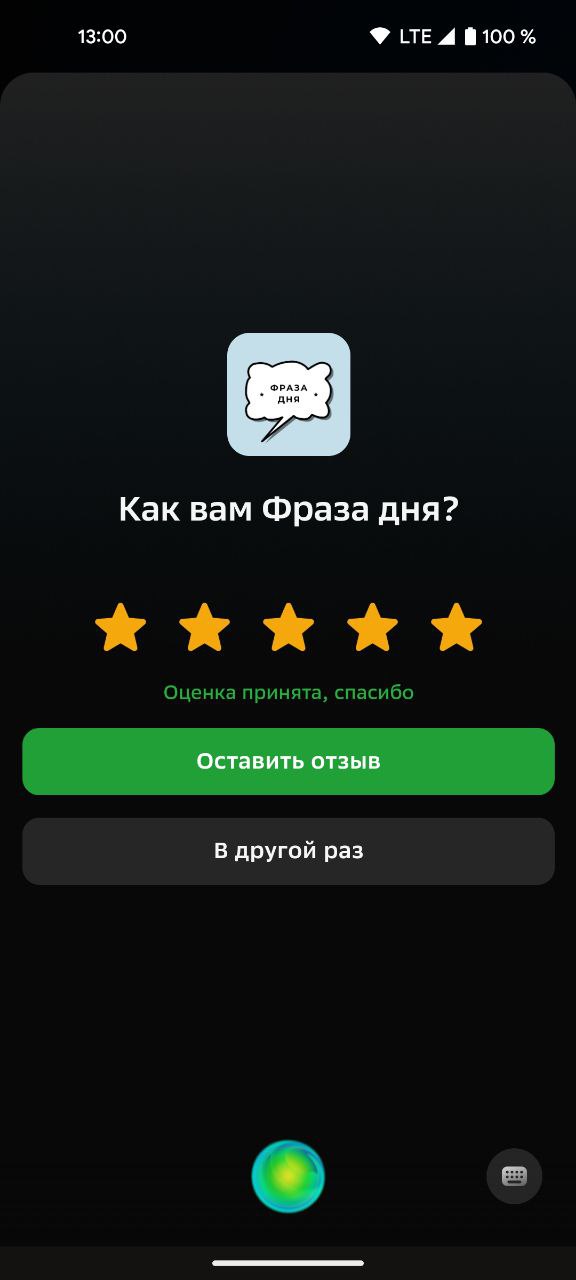 13:00
LTE 100 %
ФРАЗА
ДНЯ
Как вам Фраза дня?
Оценка принята, спасибо
Оставить отзыв
В другой раз